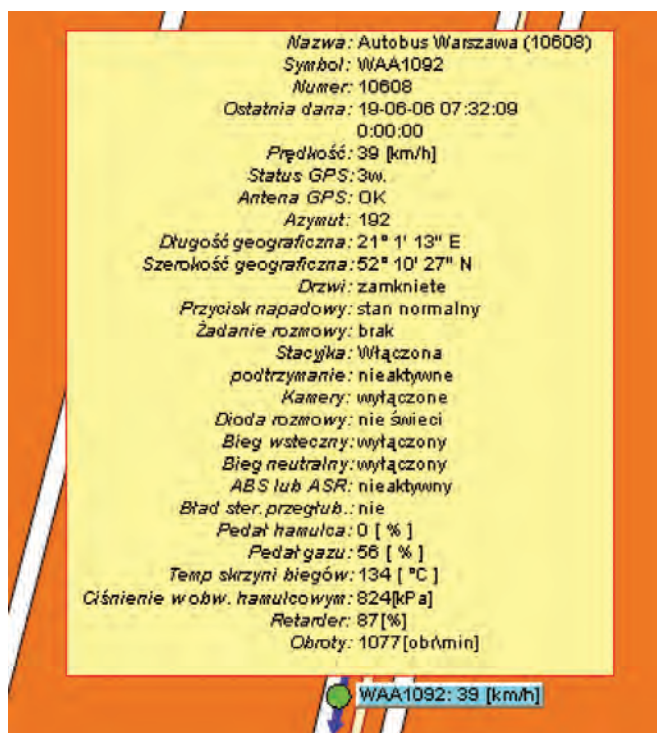 Nazwa: Autobus Warszawa (10608)
Symbol: WAA1092
Numer: 10608
Ostatnia dana: 19-06-06 07:32:09
0:00:00
Prędkość: 39 [km/h]
Status GPS: 3w.
Antena GPS: OK
Azymut: 192
Długość geograficzna: 21° 1' 13" E
Szerokość geograficzna: 52° 10' 27" N
Drzwi: zamkniete
Przycisk napadowy: stan normalny
Żadanie rozmowy: brak
Stacyjka: Włączona
podtrzymanie: nieaktywne
Kamery: wyłączone
Dioda rozmowy: nie świeci
Bieg wsteczny: wyłączony
Bieg neutralny: wyłączony
ABS lub ASR: nieaktywny
Bład ster. przegłub.: nie
Pedał hamulca: 0 [ % ]
Pedał gazu: 56 [ % ]
Temp skrzyni biegów: 134 [ °C ]
Ciśnienie w obw. hamulcowym: 824[kPa]
Retarder: 87[%]
Obroty: 1077[obr\min]
WAA1092: 39 [km/h]